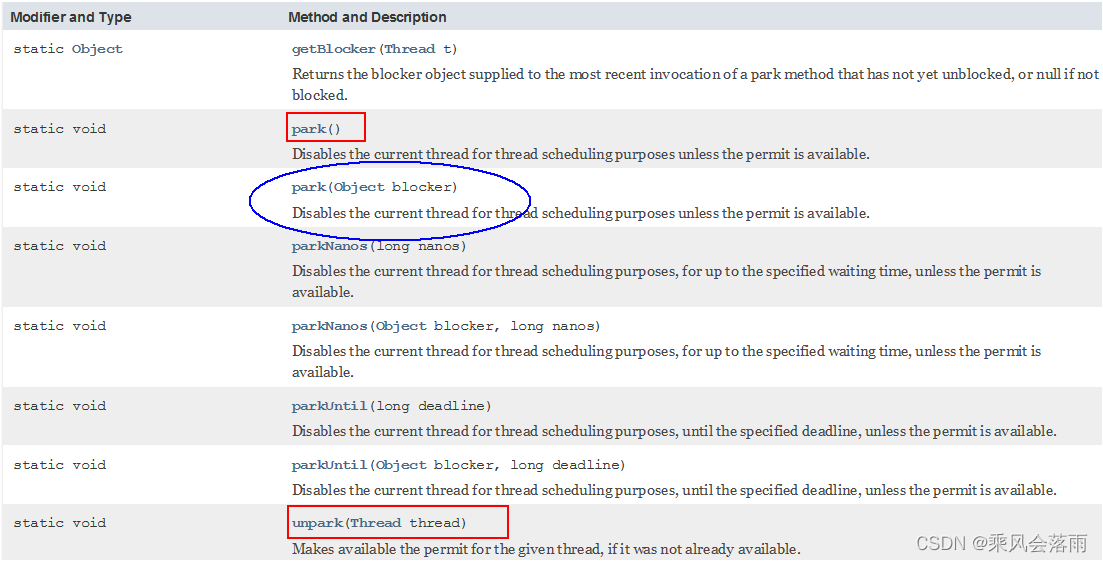 Modifier and Type Method and Description
static Object getBlocker(Thread t)
Returns the blocker object supplied to the most recent invocation of a park method that has not yet unblocked, or null if not
blocked.
static void park()
Disables the current thread for thread scheduling purposes unless the permit is available.
static void park(Object blocker)
Disables the current thread for thread scheduling purposes unless the permit is available.
static void parkNanos(long nanos)
Disables the current thread for thread scheduling purposes, for up to the specified waiting time, unless the permit is
available.
static void parkNanos(Object blocker, long nanos)
Disables the current thread for thread scheduling purposes, for up to the specified waiting time, unless the permit is
available.
static void parkUntil(long deadline)
Disables the current thread for thread scheduling purposes, until the specified deadline, unless the permit is available.
static void parkUntil(Object blocker, long deadline)
Disables the current thread for thread scheduling purposes, until the specified deadline, unless the permit is available.
static void unpark(Thread thread)
Makes available the permit for the given thread, if it was not already available.
CSDN @乘风会落雨